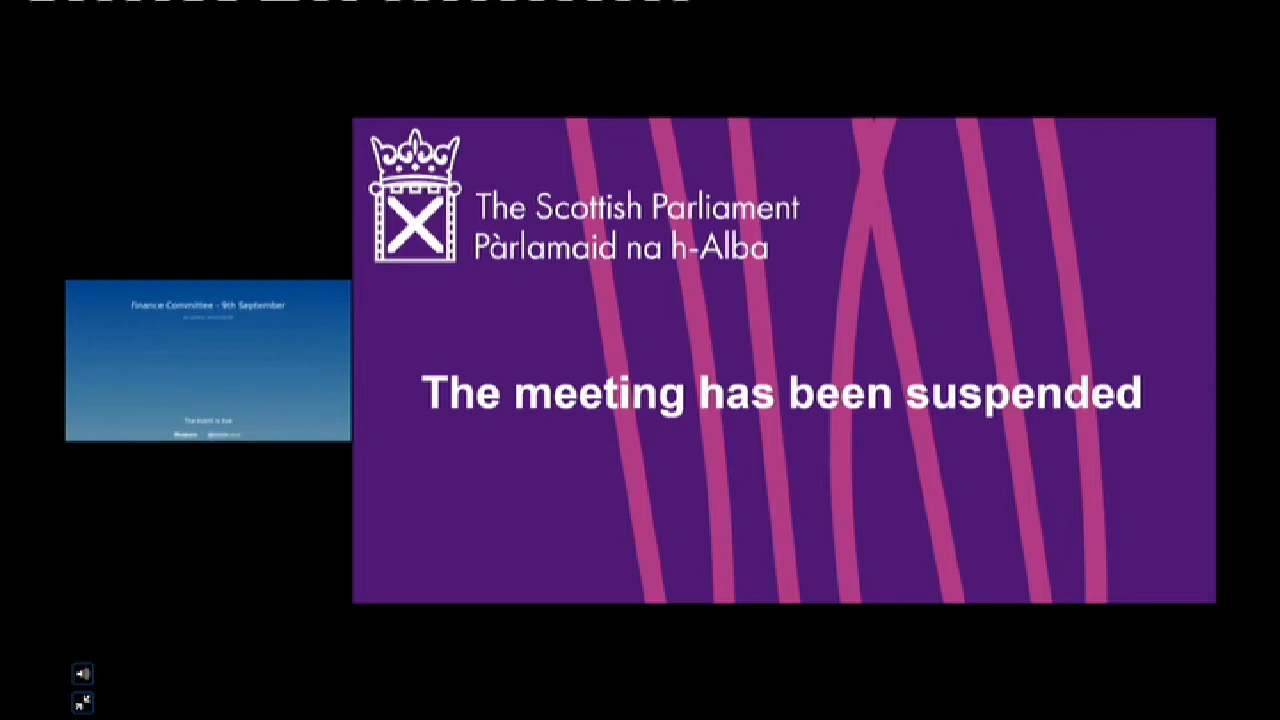 The Scottish Parliament
Pàrlamaid na h-Alba
Finance Committee - 9th September
The meeting has been suspended
The event is live